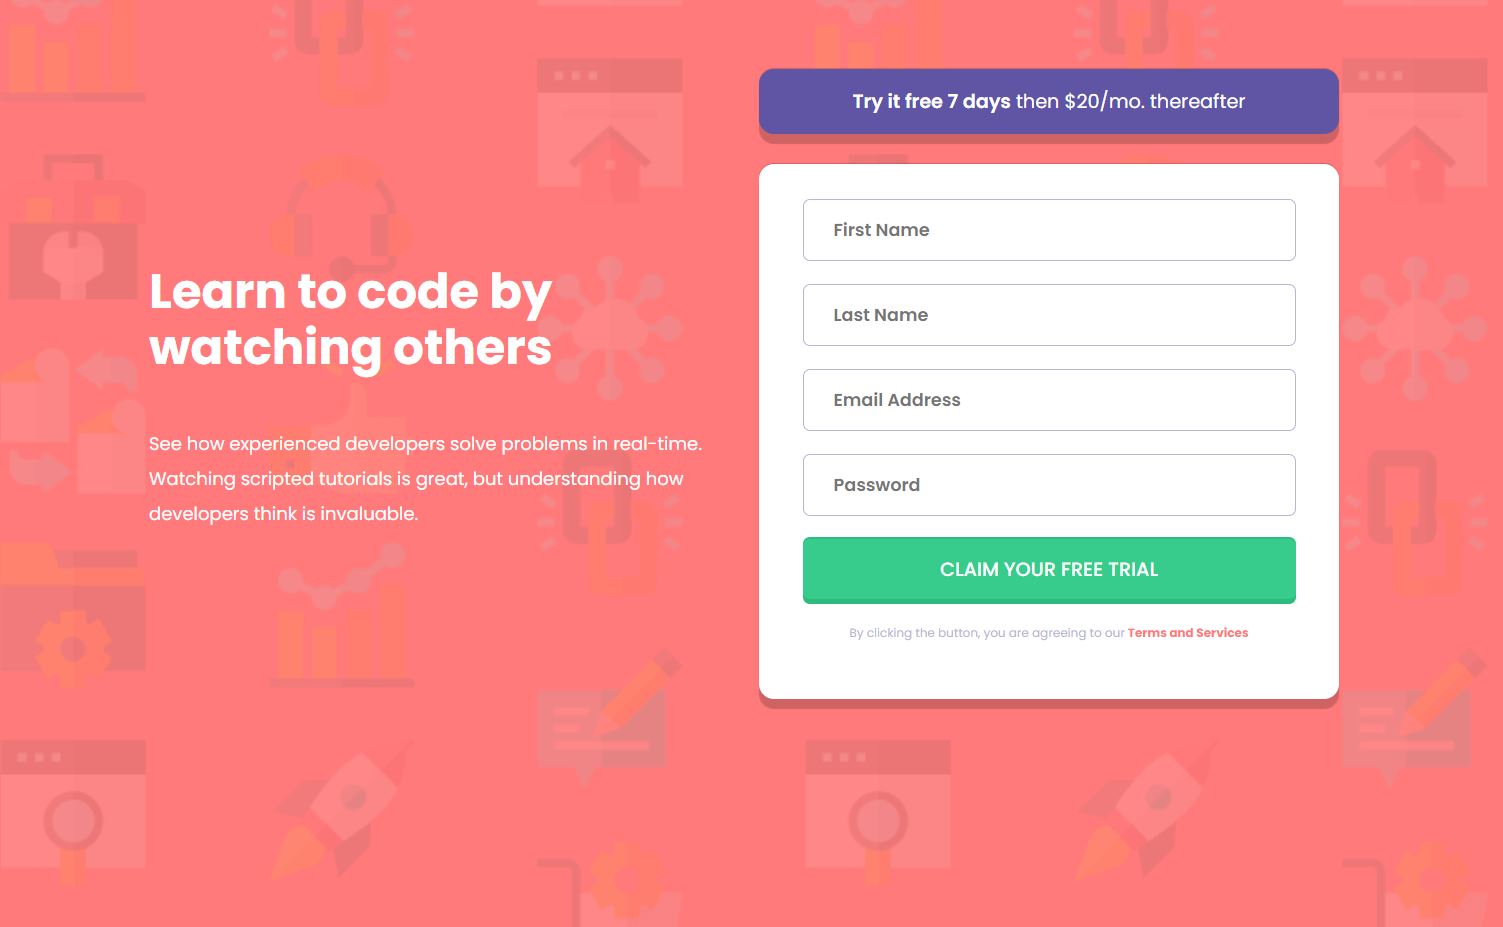 Learn to code by
watching others
See how experienced developers solve problems in real-time.
Watching scripted tutorials is great, but understanding how
developers think is invaluable.
Try it free 7 days then $20/mo. thereafter
First Name
Last Name
Email Address
Password
CLAIM YOUR FREE TRIAL
By clicking the button, you are agreeing to our Terms and Services